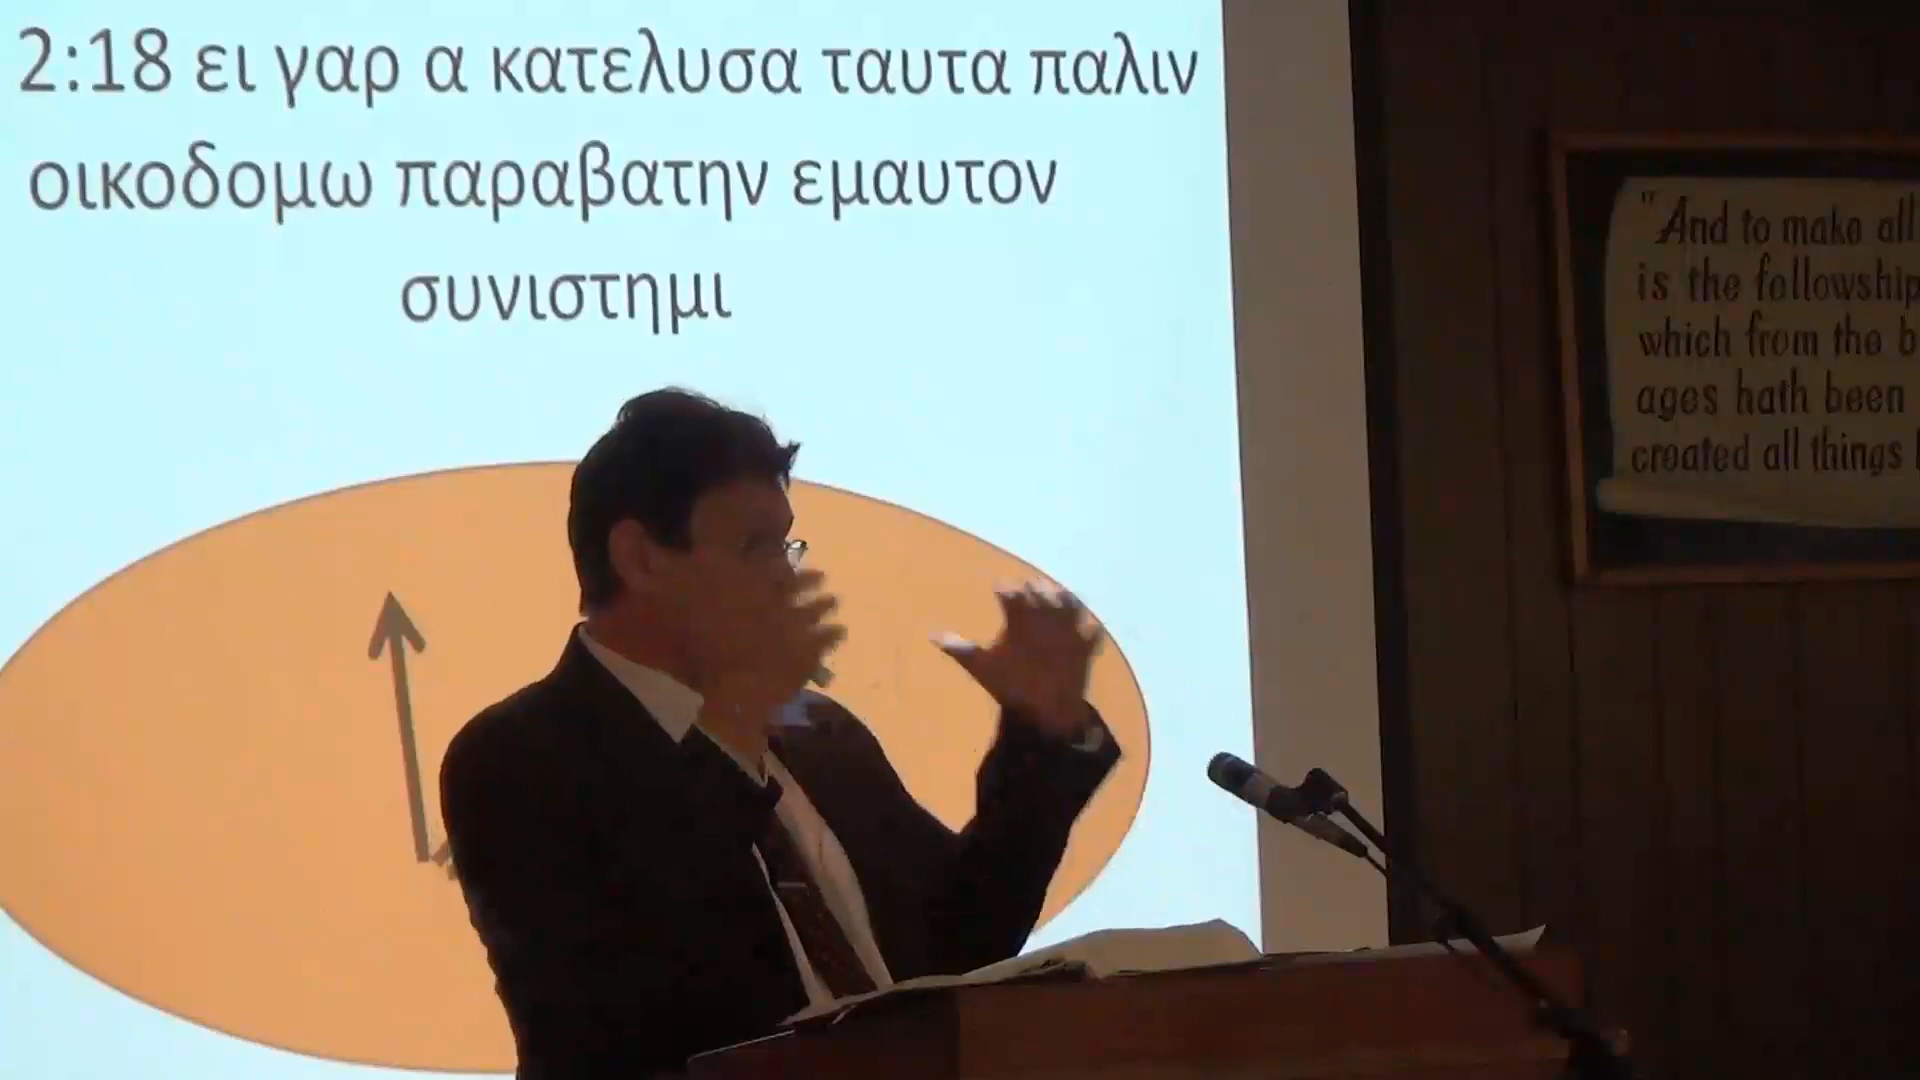 2:18 ει γαρ α κατελυσα ταυτα παλιν
οικοδομω παραβατην εμαυτον
συνιστημι
"And to make all
is the fellowship
which from the b
ages hath been
created all things